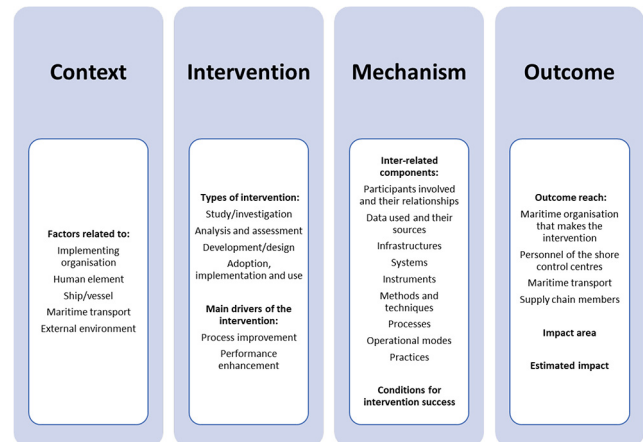 Context
Factors related to:
Implementing
organisation
Human element
Ship/vessel
Maritime transport
External environment
Intervention
Types of intervention:
Study/investigation
Analysis and assessment
Development/design
Adoption,
implementation and use
Main drivers of the
intervention:
Process improvement
Performance
enhancement
Mechanism
Inter-related
components:
Participants involved
and their relationships
Data used and their
sources
Infrastructures
Systems
Instruments
Methods and
techniques
Processes
Operational modes
Practices
Conditions for
intervention success
Outcome
Outcome reach:
Maritime organisation
that makes the
intervention
Personnel of the shore
control centres
Maritime transport
Supply chain members
Impact area
Estimated impact